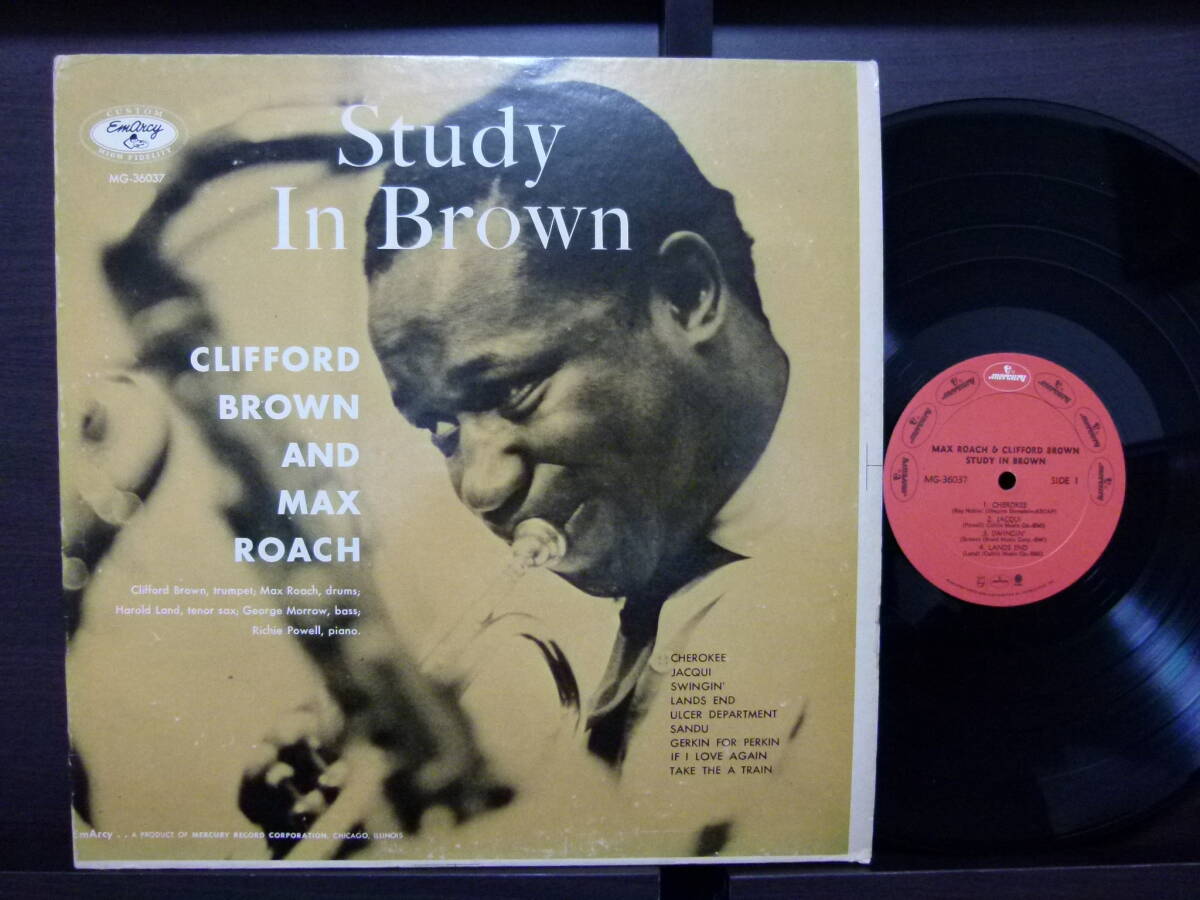 CUSTOM
EmArcy
HIGH FIDELITY
MG-36037
Study
In Brown
CLIFFORD
BROWN
AND
MAX
ROACH
Clifford Brown, trumpet; Max Roach, drums;
Harold Land, tenor sax; George Morrow, bass;
Richie Powell, piano.
CHEROKEE
JACQUI
SWINGIN'
LANDS END
ULCER DEPARTMENT
SANDU
GERKIN FOR PERKIN
IF I LOVE AGAIN
TAKE THE A TRAIN
EmArcy . . A PRODUCT OF MERCURY RECORD CORPORATION, CHICAGO, ILLINOIS
mercury
MAX ROACH & CLIFFORD BROWN
STUDY IN BROWN
MG-36037
SIDE 1
1. CHEROKEE
2. JACQUI
3. SWINGIN'
4. LANDS END